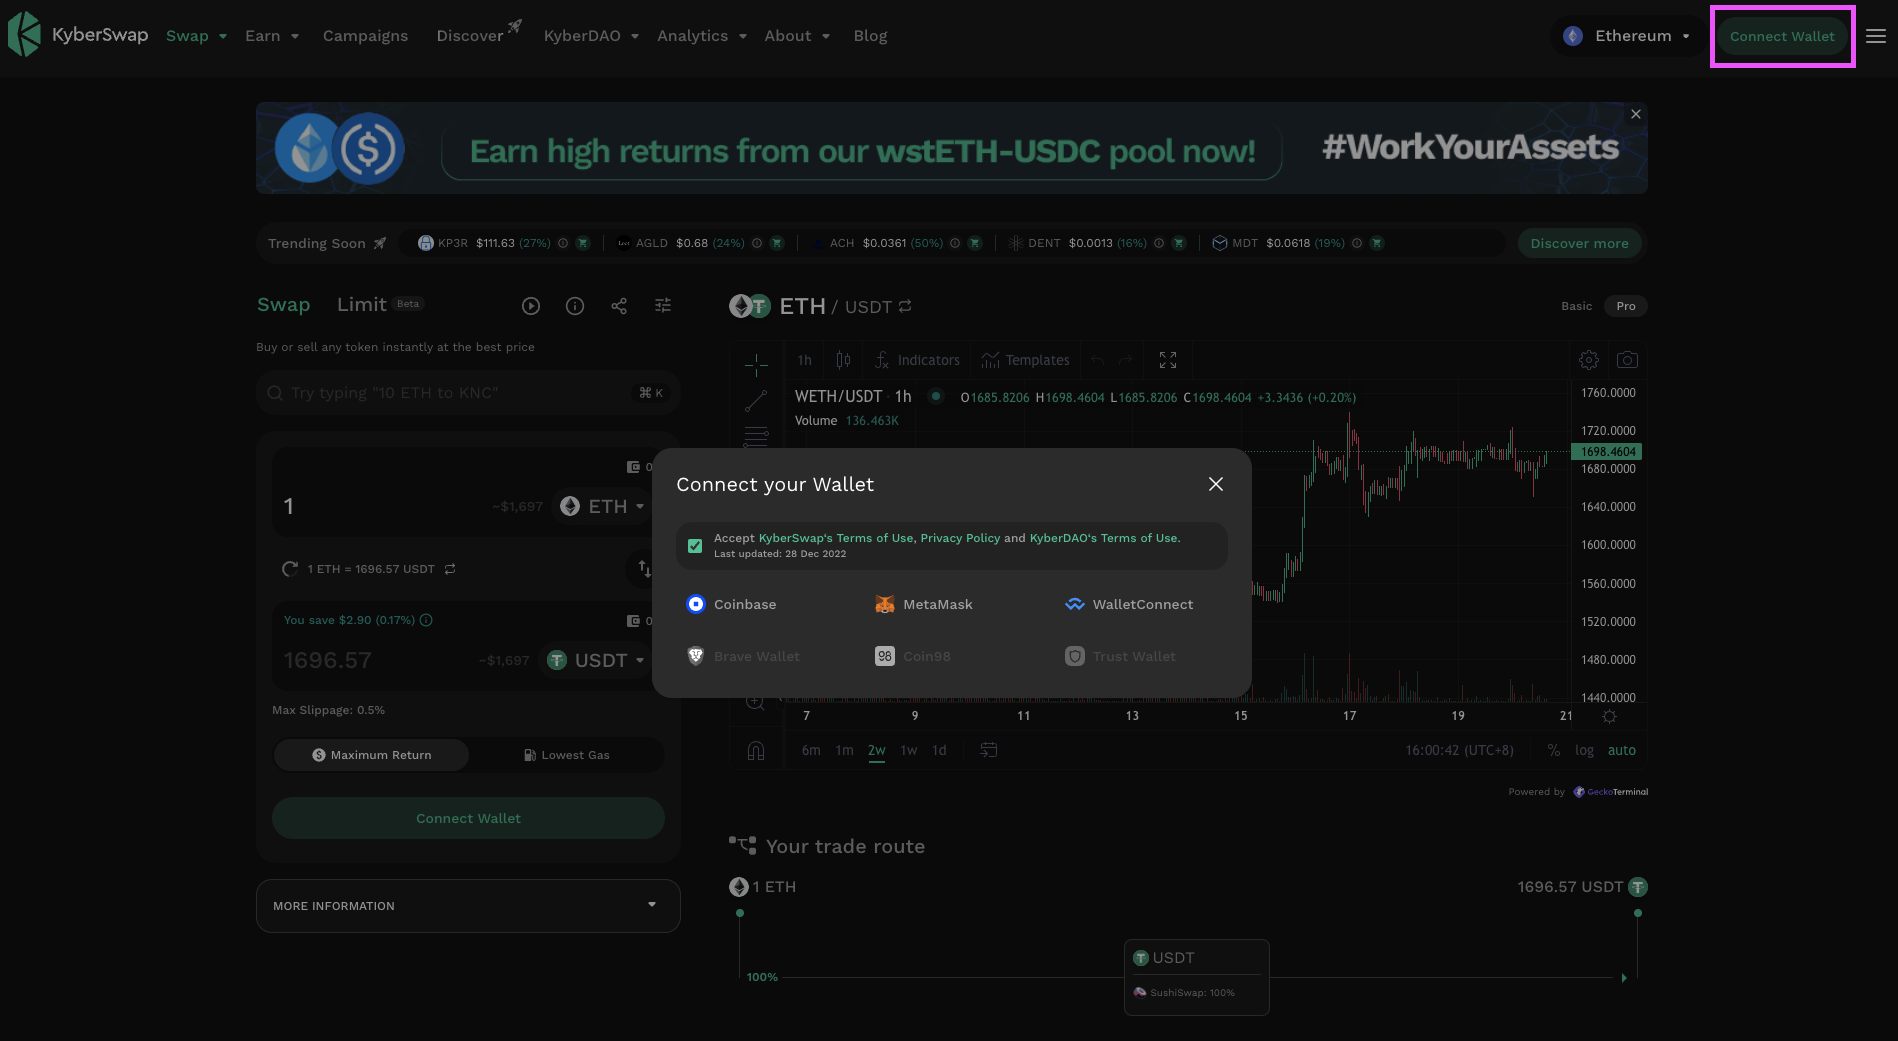 KyberSwap Swap Earn Campaigns Discover KyberDAO Analytics About Blog Ethereum Connect Wallet
Earn high returns from our wstETH-USDC pool now! #WorkYourAssets
Trending Soon KP3R $111.63 (27%) AGLD $0.68 (24%) ACH $0.0361 (50%) DENT $0.0013 (16%) MDT $0.0618 (19%) Discover more
Swap Limit Beta
Buy or sell any token instantly at the best price
Try typing "10 ETH to KNC" ⌘ K
0
1 ~$1,697 ETH
1 ETH = 1696.57 USDT
You save $2.90 (0.17%) 0
1696.57 ~$1,697 USDT
Max Slippage: 0.5%
Maximum Return Lowest Gas
Connect Wallet
MORE INFORMATION
ETH / USDT Basic Pro
1h Indicators Templates
WETH/USDT · 1h O1685.8206 H1698.4604 L1685.8206 C1698.4604 +3.3436 (+0.20%)
Volume 136.463K
1760.0000
1720.0000
1698.4604
1680.0000
1640.0000
1600.0000
1560.0000
1520.0000
1480.0000
1440.0000
7 9 11 13 15 17 19 21
6m 1m 2w 1w 1d 16:00:42 (UTC+8) % log auto
Powered by GeckoTerminal
Connect your Wallet
Accept KyberSwap's Terms of Use, Privacy Policy and KyberDAO's Terms of Use.
Last updated: 28 Dec 2022
Coinbase MetaMask WalletConnect
Brave Wallet 98 Coin98 Trust Wallet
Your trade route
1 ETH 1696.57 USDT
USDT
100%
SushiSwap: 100%